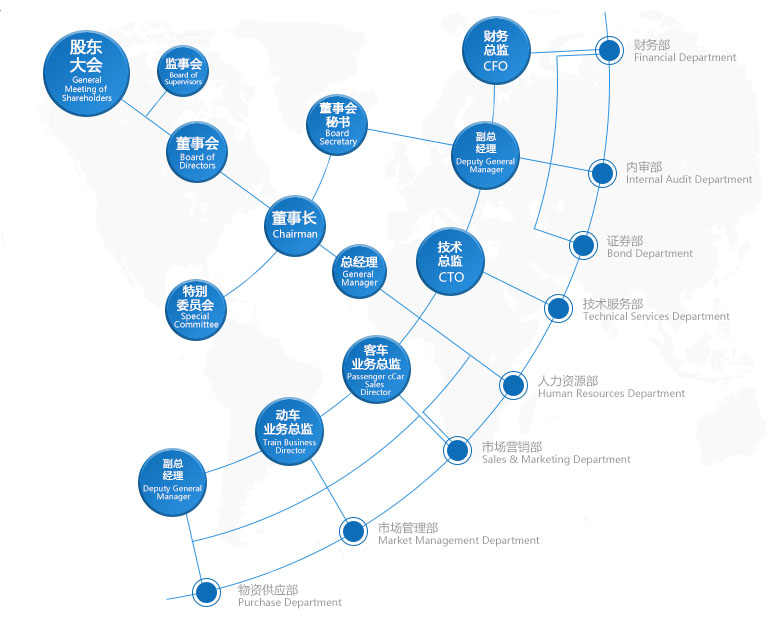 股东
大会
General
Meeting of
Shareholders
监事会
Board of
Supervisors
董事会
Board of
Directors
董事会
秘书
Board
Secretary
财务
总监
CFO
财务部
Financial Department
副总
经理
Deputy General
Manager
内审部
Internal Audit Department
董事长
Chairman
证券部
Bond Department
总经理
General
Manager
技术
总监
CTO
特别
委员会
Special
Committee
技术服务部
Technical Services Department
客车
业务总监
Passenger cCar
Sales
Director
人力资源部
Human Resources Department
动车
业务总监
Train Business
Director
市场营销部
Sales & Marketing Department
副总
经理
Deputy General
Manager
市场管理部
Market Management Department
物资供应部
Purchase Department